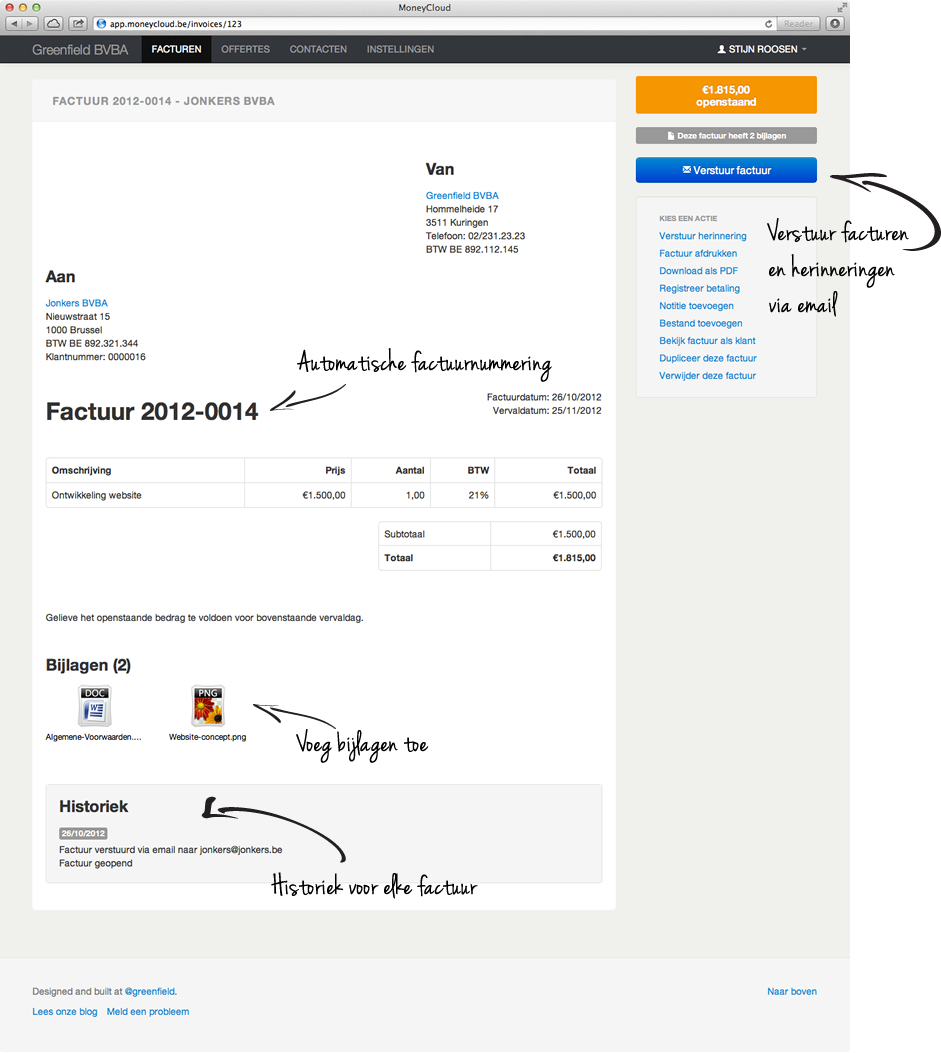 MoneyCloud
app.moneycloud.be/invoices/123
Reader
Greenfield BVBA
FACTUREN
OFFERTES
CONTACTEN
INSTELLINGEN
STIJN ROOSEN
FACTUUR 2012-0014 - JONKERS BVBA
€1.815,00
openstaand
Deze factuur heeft 2 bijlagen
Verstuur factuur
KIES EEN ACTIE
Verstuur herinnering
Factuur afdrukken
Download als PDF
Registreer betaling
Notitie toevoegen
Bestand toevoegen
Bekijk factuur als klant
Dupliceer deze factuur
Verwijder deze factuur
Verstuur facturen
en herinneringen
via email
Van
Greenfield BVBA
Hommelheide 17
3511 Kuringen
Telefoon: 02/231.23.23
BTW BE 892.112.145
Aan
Jonkers BVBA
Nieuwstraat 15
1000 Brussel
BTW BE 892.321.344
Klantnummer: 0000016
Automatische factuurnummering
Factuur 2012-0014
Factuurdatum: 26/10/2012
Vervaldatum: 25/11/2012
Omschrijving Prijs Aantal BTW Totaal
Ontwikkeling website €1.500,00 1,00 21% €1.500,00
Subtotaal €1.500,00
Totaal €1.815,00
Gelieve het openstaande bedrag te voldoen voor bovenstaande vervaldag.
Bijlagen (2)
DOC
PNG
Algemene-Voorwaarden....
Website-concept.png
Voeg bijlagen toe
Historiek
26/10/2012
Factuur verstuurd via email naar jonkers@jonkers.be
Factuur geopend
Historiek voor elke factuur
Designed and built at @greenfield.
Naar boven
Lees onze blog Meld een probleem